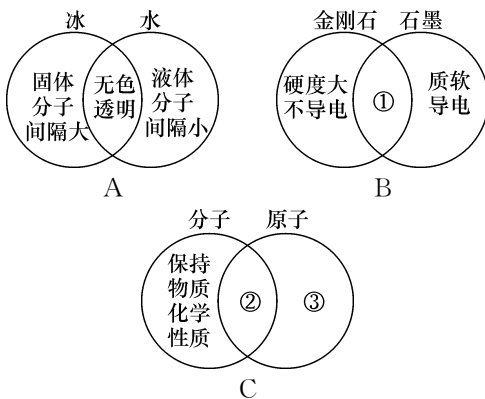 冰 水
固体
分子
间隔大
无色
透明
液体
分子
间隔小
A
金刚石 石墨
硬度大
不导电
①
质软
导电
B
分子 原子
保持
物质
化学
性质
②
③
C